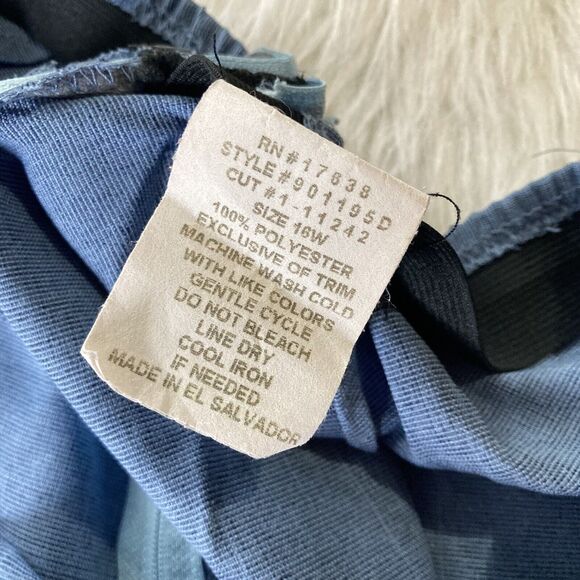 RN #17638
STYLE #901195D
CUT #1-11242
SIZE 16W
100% POLYESTER
EXCLUSIVE OF TRIM
MACHINE WASH COLD
WITH LIKE COLORS
GENTLE CYCLE
DO NOT BLEACH
LINE DRY
COOL IRON
IF NEEDED
MADE IN EL SALVADOR